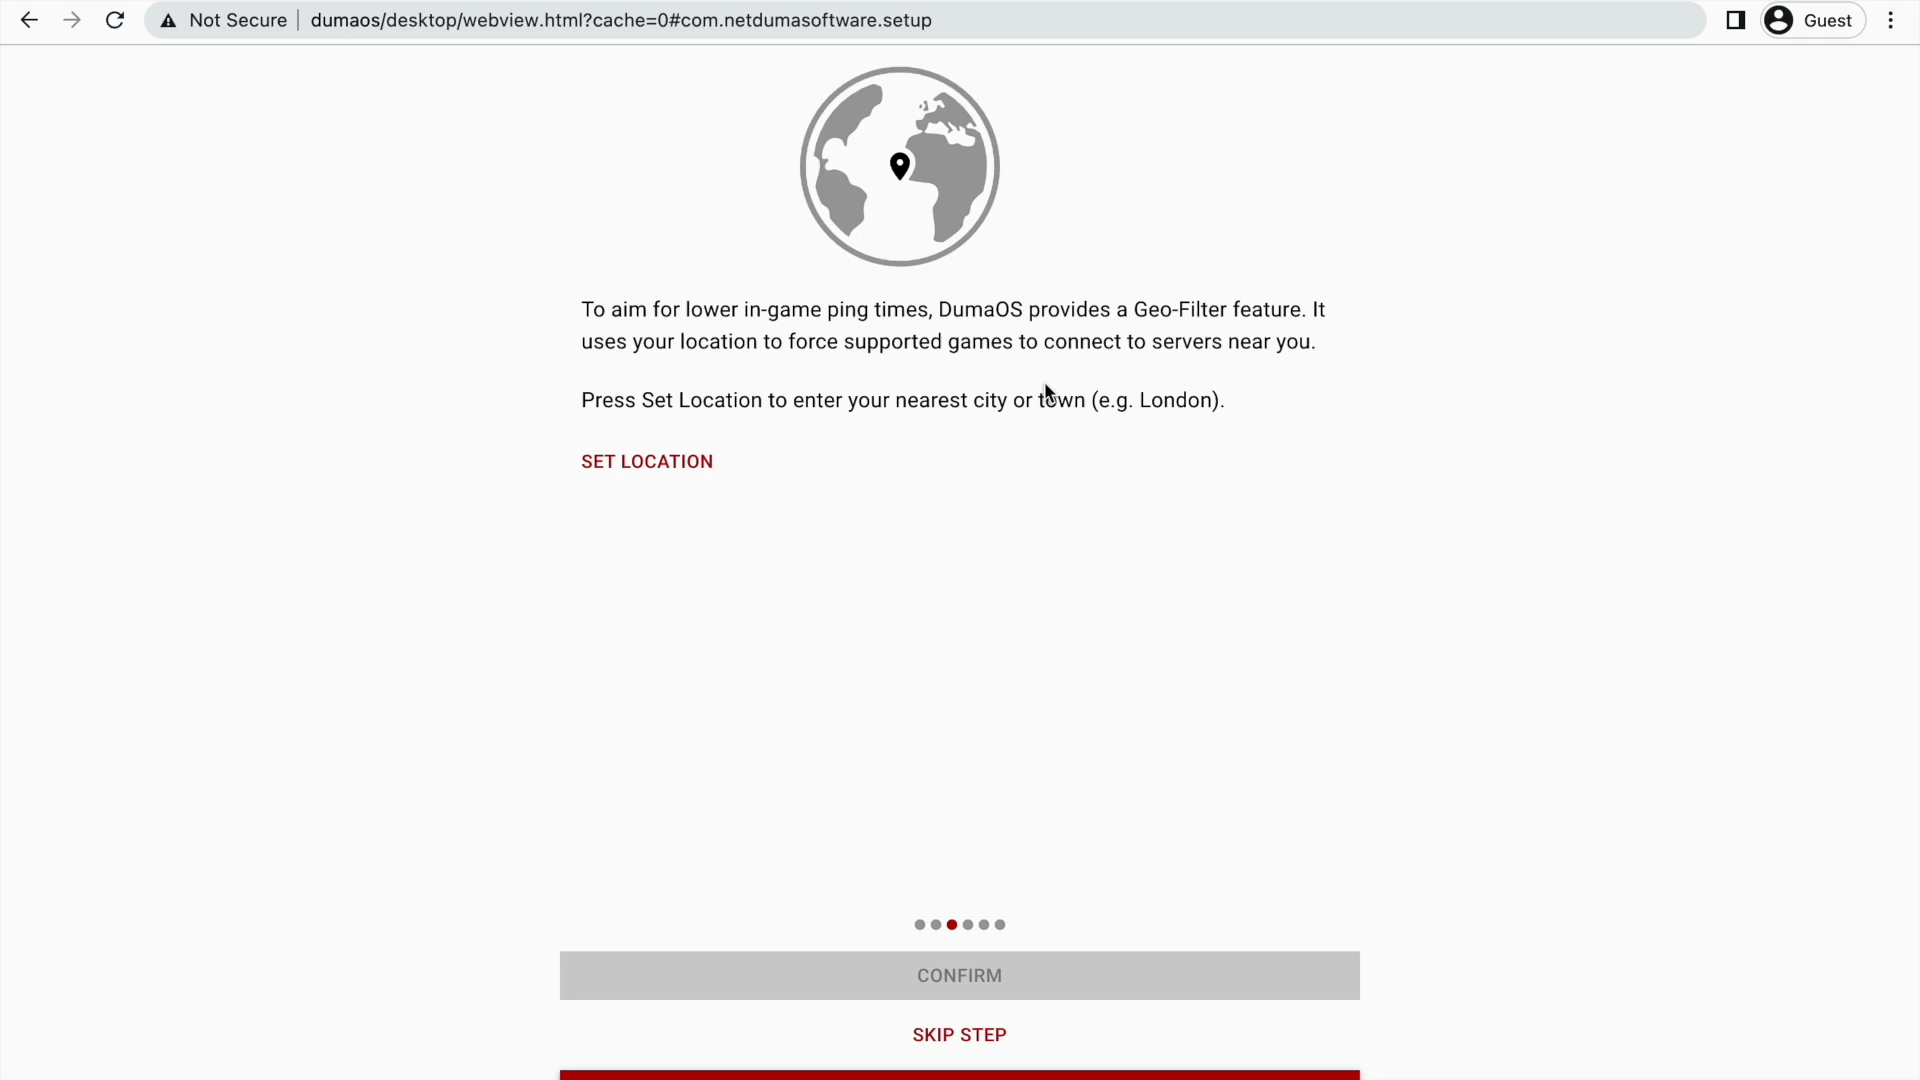 Not Secure
dumaos/desktop/webview.html?cache=0#com.netdumasoftware.setup
Guest
To aim for lower in-game ping times, DumaOS provides a Geo-Filter feature. It
uses your location to force supported games to connect to servers near you.
Press Set Location to enter your nearest city or town (e.g. London).
SET LOCATION
CONFIRM
SKIP STEP